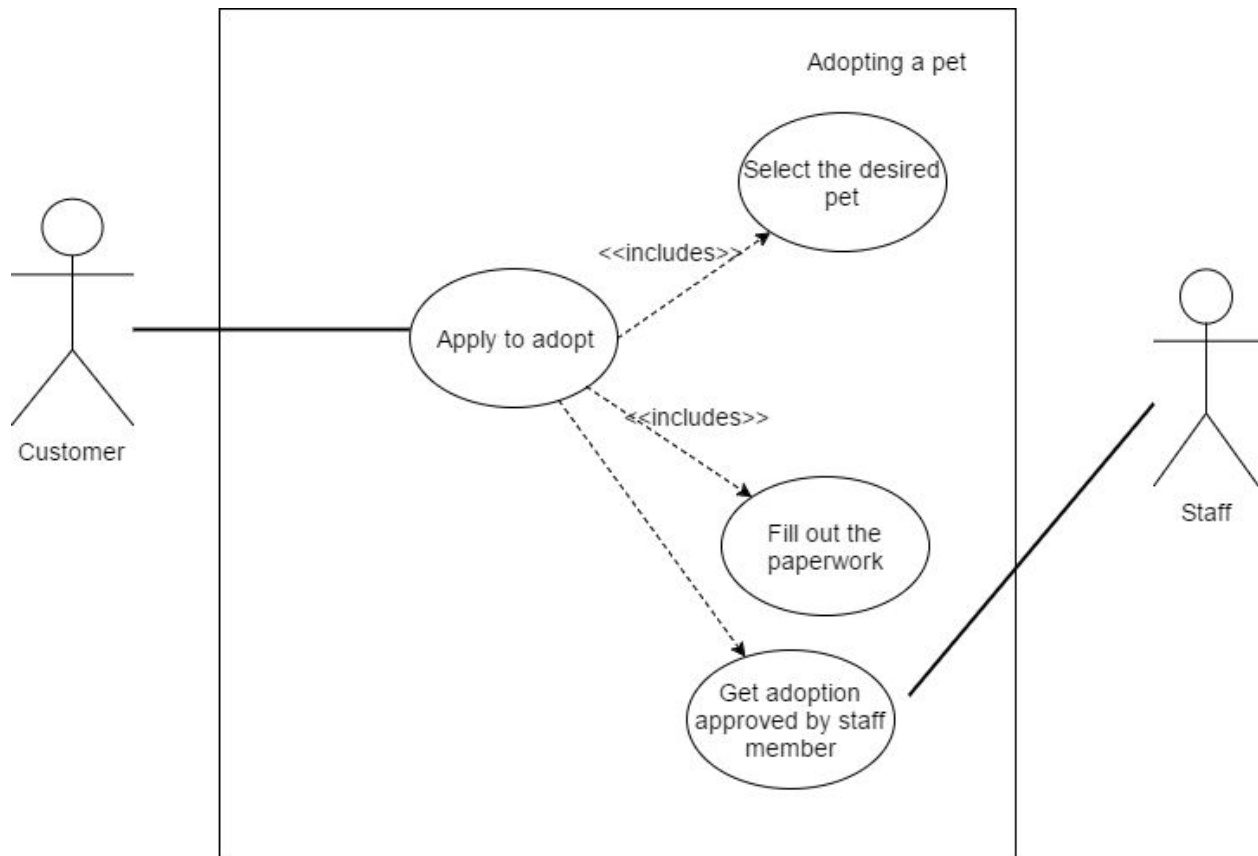 Adopting a pet
Select the desired
pet
<<includes>>
Apply to adopt
<<includes>>
Customer
Staff
Fill out the
paperwork
Get adoption
approved by staff
member